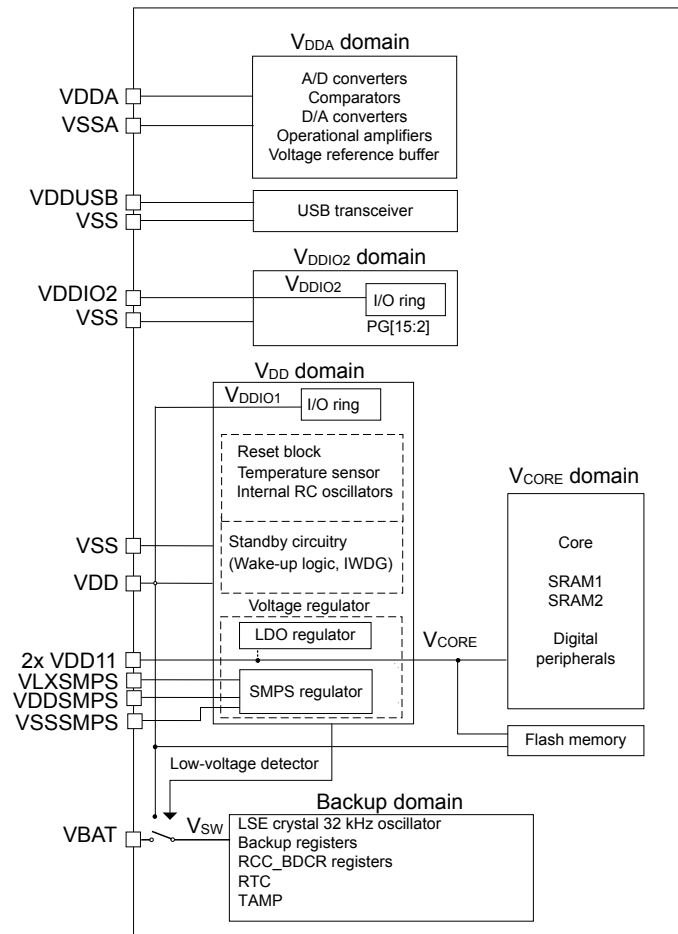 VDDA domain
A/D converters
Comparators
D/A converters
Operational amplifiers
Voltage reference buffer
VDDA
VSSA
VDDUSB
VSS
USB transceiver
VDDIO2 domain
VDDIO2
VDDIO2
I/O ring
VSS
PG[15:2]
VDD domain
VDDIO1
I/O ring
Reset block
Temperature sensor
Internal RC oscillators
VCORE domain
VSS
Standby circuitry
(Wake-up logic, IWDG)
VDD
Core
SRAM1
SRAM2
Digital
peripherals
Voltage regulator
LDO regulator
VCORE
2x VDD11
VLXSMPS
VDDSMPS
VSSSMPS
SMPS regulator
Flash memory
Low-voltage detector
Backup domain
VBAT
VSW
LSE crystal 32 kHz oscillator
Backup registers
RCC_BDCR registers
RTC
TAMP